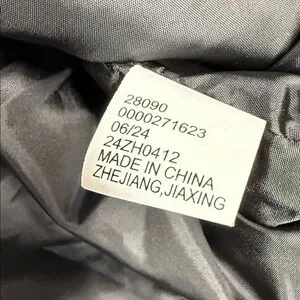 28090
0000271623
06/24
24ZH0412
MADE IN CHINA
ZHEJIANG,JIAXING